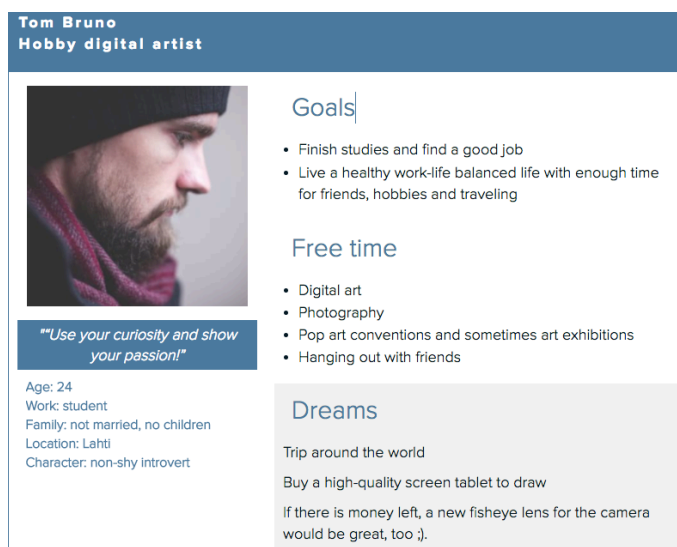 Tom Bruno
Hobby digital artist
""Use your curiosity and show
your passion!"
Age: 24
Work: student
Family: not married, no children
Location: Lahti
Character: non-shy introvert
Goals
• Finish studies and find a good job
• Live a healthy work-life balanced life with enough time
for friends, hobbies and traveling
Free time
• Digital art
• Photography
• Pop art conventions and sometimes art exhibitions
• Hanging out with friends
Dreams
Trip around the world
Buy a high-quality screen tablet to draw
If there is money left, a new fisheye lens for the camera
would be great, too ;).